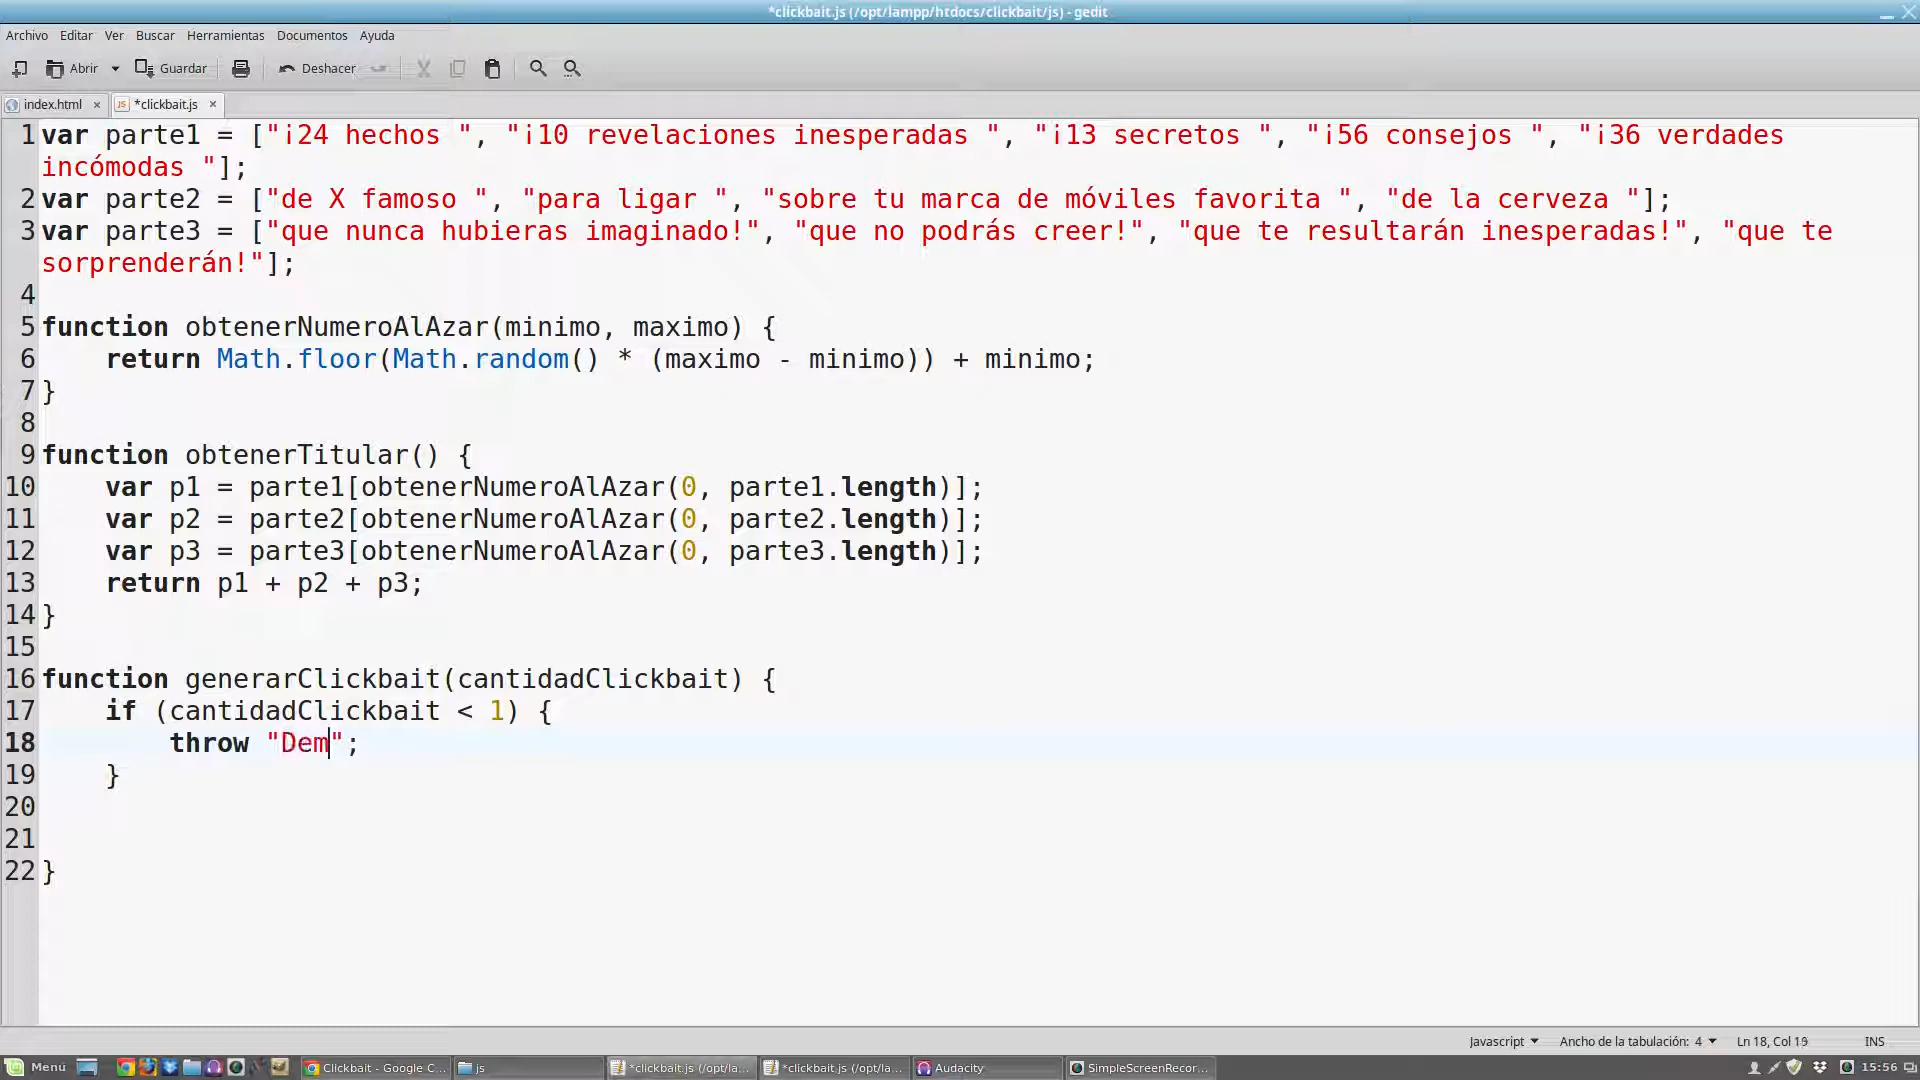 *clickbait.js (/opt/lampp/htdocs/clickbait/js) - gedit
Archivo Editar Ver Buscar Herramientas Documentos Ayuda
Abrir Guardar Deshacer
index.html × JS *clickbait.js ×
1 var parte1 = ["¡24 hechos ", "¡10 revelaciones inesperadas ", "¡13 secretos ", "¡56 consejos ", "¡36 verdades
incómodas "];
2 var parte2 = ["de X famoso ", "para ligar ", "sobre tu marca de móviles favorita ", "de la cerveza "];
3 var parte3 = ["que nunca hubieras imaginado!", "que no podrás creer!", "que te resultarán inesperadas!", "que te
sorprenderán!"];
4
5 function obtenerNumeroAlAzar(minimo, maximo) {
6     return Math.floor(Math.random() * (maximo - minimo)) + minimo;
7 }
8
9 function obtenerTitular() {
10     var p1 = parte1[obtenerNumeroAlAzar(0, parte1.length)];
11     var p2 = parte2[obtenerNumeroAlAzar(0, parte2.length)];
12     var p3 = parte3[obtenerNumeroAlAzar(0, parte3.length)];
13     return p1 + p2 + p3;
14 }
15
16 function generarClickbait(cantidadClickbait) {
17     if (cantidadClickbait < 1) {
18         throw "Dem";
19     }
20
21
22 }
Javascript Ancho de la tabulación: 4 Ln 18, Col 19 INS
Menú Clickbait - Google C... js *clickbait.js (/opt/la... *clickbait.js (/opt/la... Audacity SimpleScreenRecor... 15:56